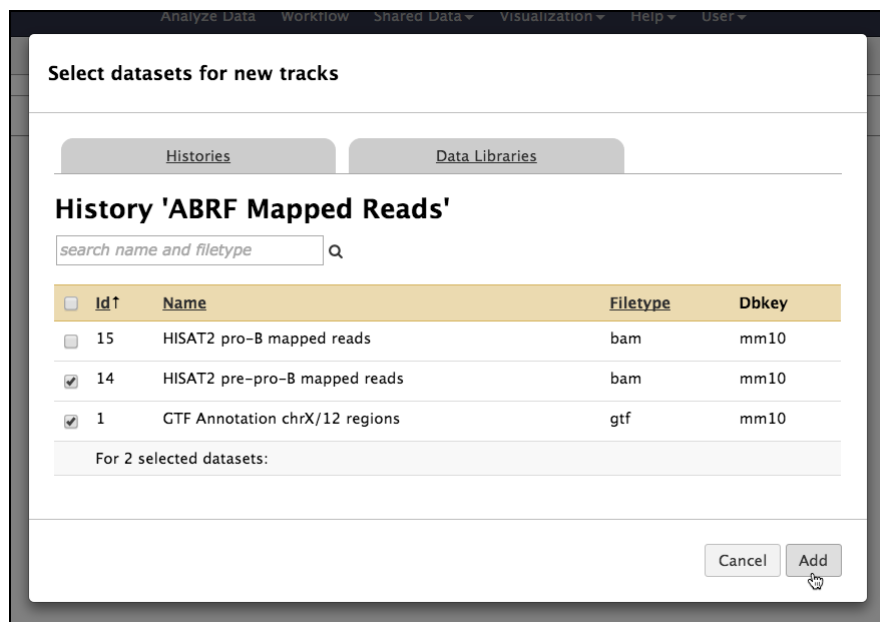 Analyze Data Workflow Shared Data Visualization Help User
Select datasets for new tracks
Histories Data Libraries
History 'ABRF Mapped Reads'
search name and filetype
Id↑ Name Filetype Dbkey
15 HISAT2 pro-B mapped reads bam mm10
14 HISAT2 pre-pro-B mapped reads bam mm10
1 GTF Annotation chrX/12 regions gtf mm10
For 2 selected datasets:
Cancel Add